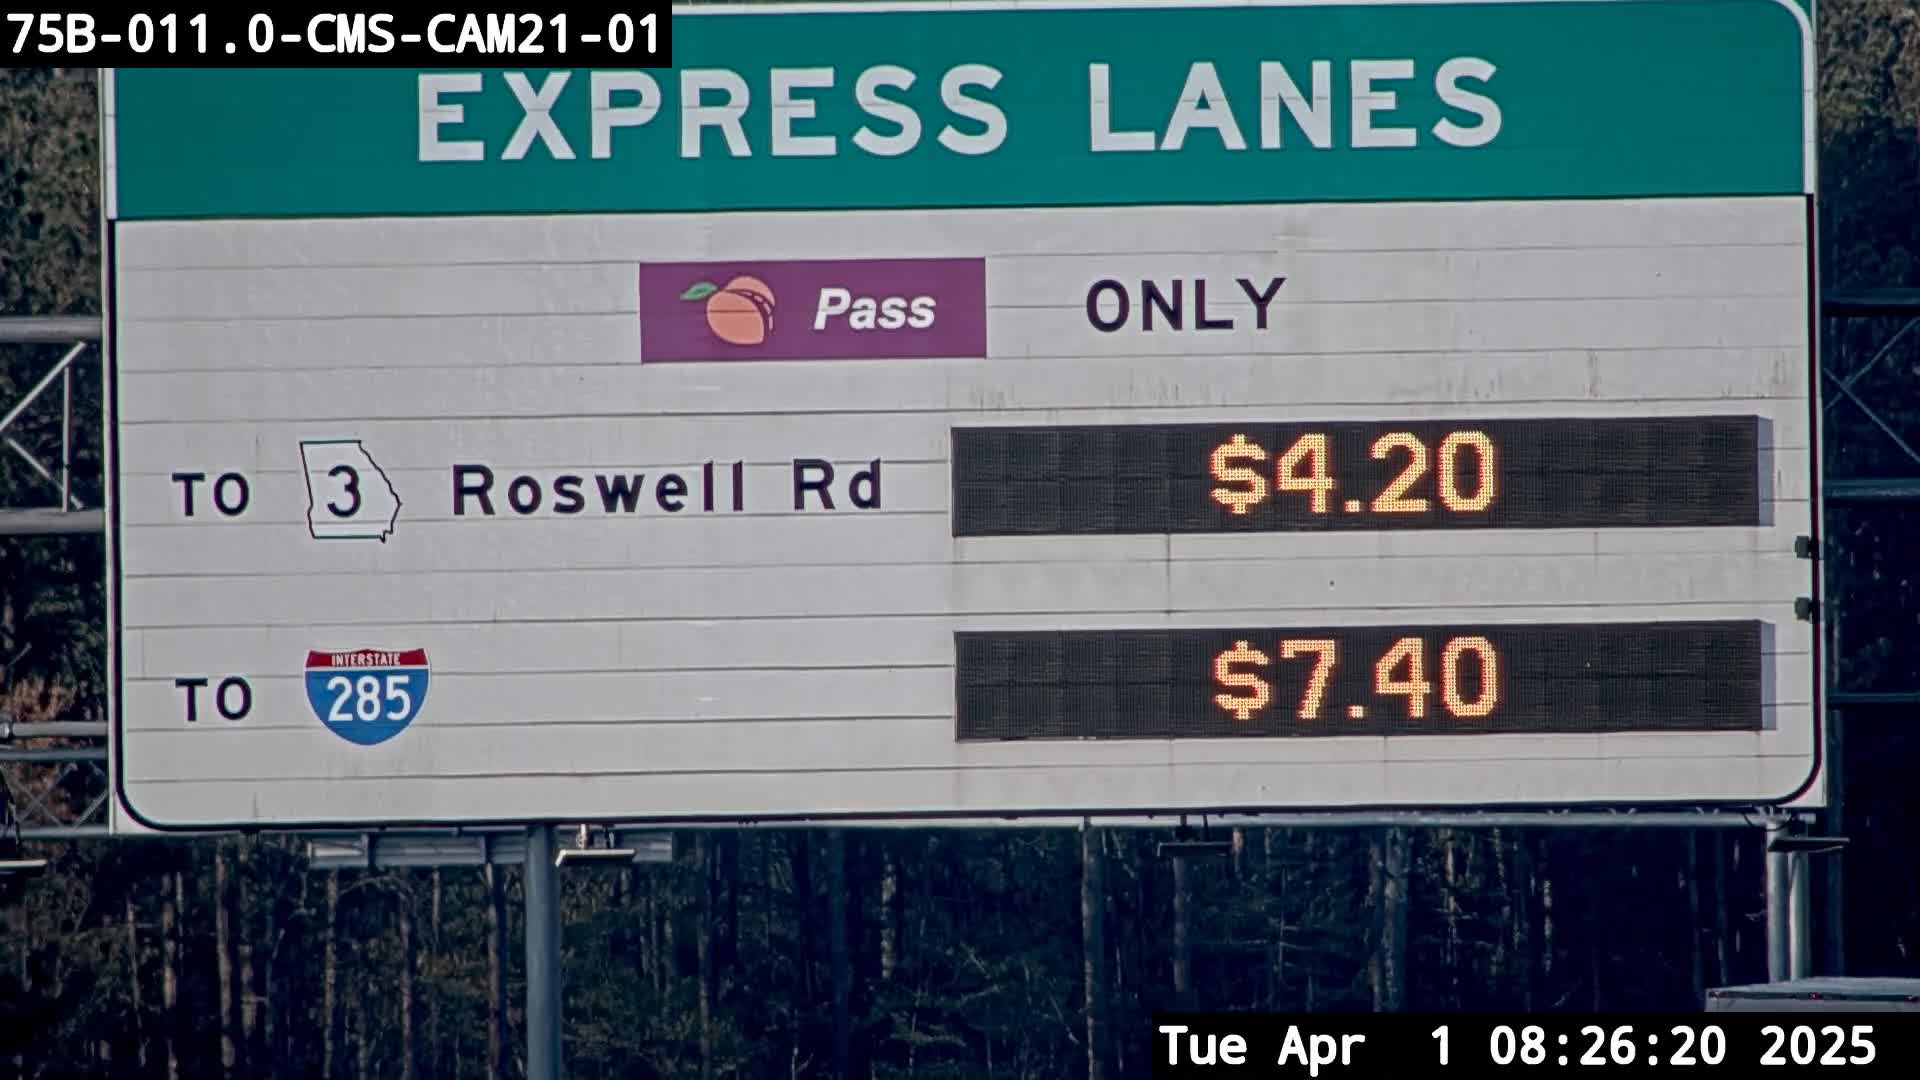 75B-011.0-CMS-CAM21-01
EXPRESS LANES
Pass ONLY
TO 3 Roswell Rd $4.20
TO INTERSTATE 285 $7.40
Tue Apr 1 08:26:20 2025